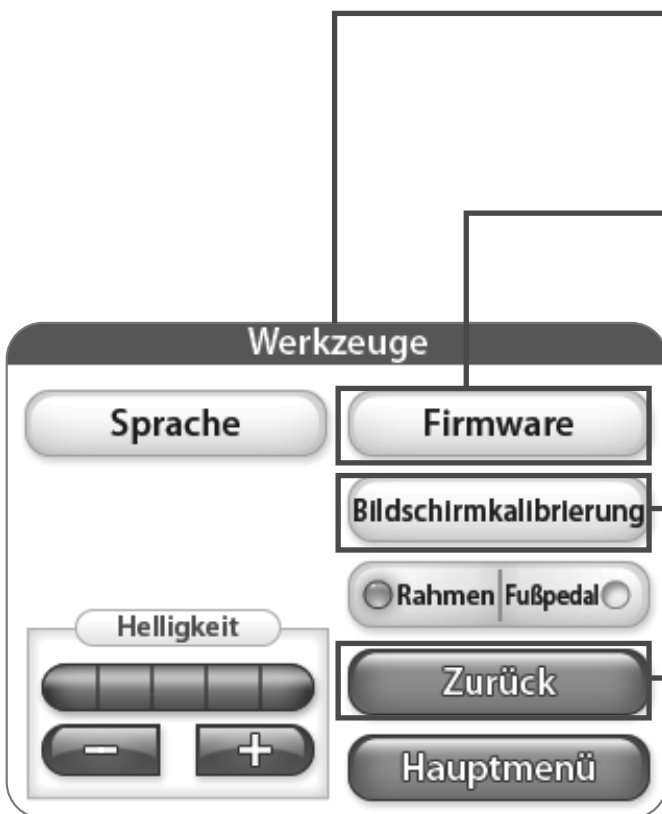 Werkzeuge
Sprache
Firmware
Bildschirmkalibrierung
Rahmen Fußpedal
Helligkeit
Zurück
− +
Hauptmenü